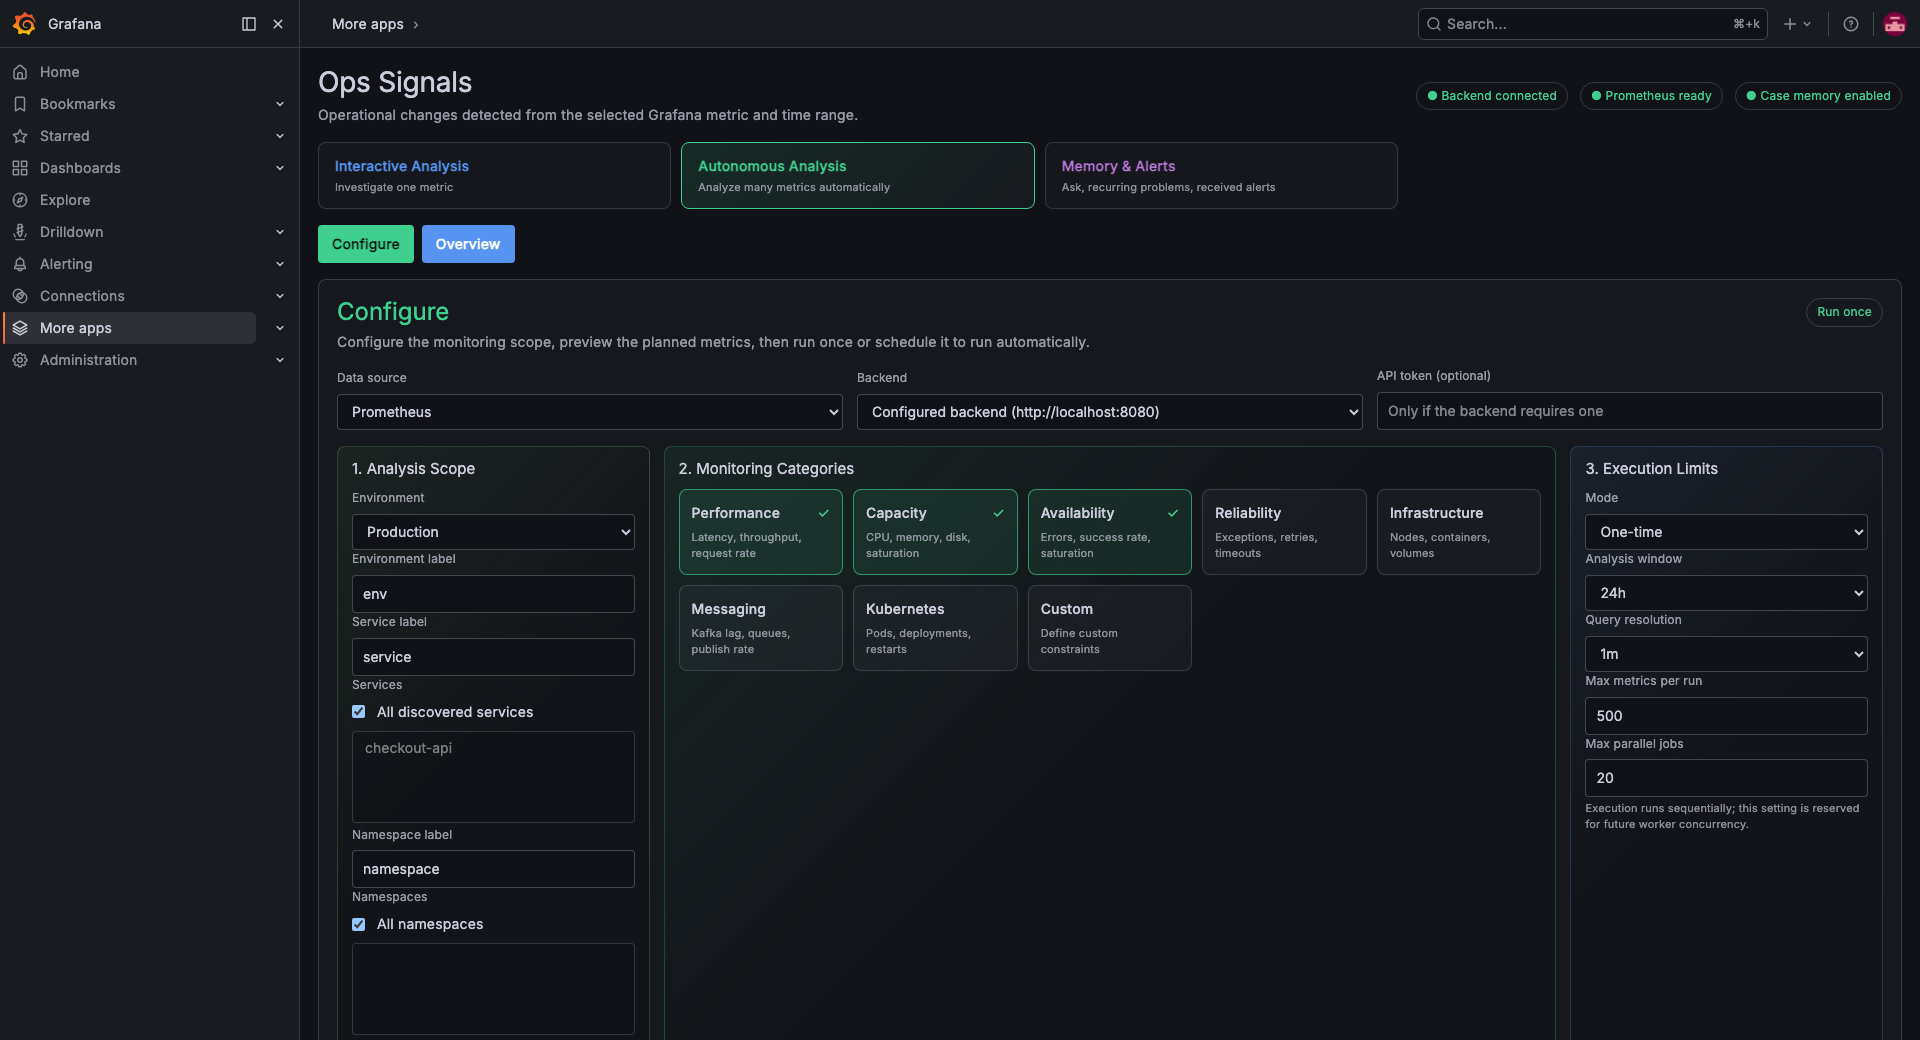 Grafana
More apps ›
Search...
⌘+k
Home
Bookmarks
Starred
Dashboards
Explore
Drilldown
Alerting
Connections
More apps
Administration
Ops Signals
Operational changes detected from the selected Grafana metric and time range.
Backend connected
Prometheus ready
Case memory enabled
Interactive Analysis
Investigate one metric
Autonomous Analysis
Analyze many metrics automatically
Memory & Alerts
Ask, recurring problems, received alerts
Configure
Overview
Configure
Run once
Configure the monitoring scope, preview the planned metrics, then run once or schedule it to run automatically.
Data source
Prometheus
Backend
Configured backend (http://localhost:8080)
API token (optional)
Only if the backend requires one
1. Analysis Scope
Environment
Production
Environment label
env
Service label
service
Services
All discovered services
checkout-api
Namespace label
namespace
Namespaces
All namespaces
2. Monitoring Categories
Performance
Latency, throughput,
request rate
Capacity
CPU, memory, disk,
saturation
Availability
Errors, success rate,
saturation
Reliability
Exceptions, retries,
timeouts
Infrastructure
Nodes, containers,
volumes
Messaging
Kafka lag, queues,
publish rate
Kubernetes
Pods, deployments,
restarts
Custom
Define custom
constraints
3. Execution Limits
Mode
One-time
Analysis window
24h
Query resolution
1m
Max metrics per run
500
Max parallel jobs
20
Execution runs sequentially; this setting is reserved
for future worker concurrency.